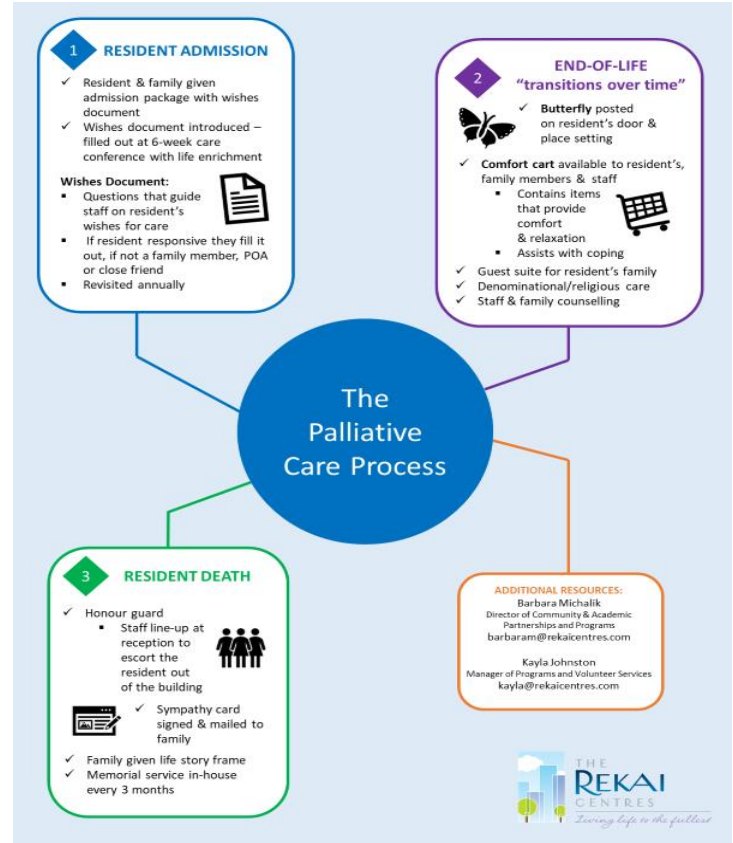 1 RESIDENT ADMISSION
✓ Resident & family given
admission package with wishes
document
✓ Wishes document introduced –
filled out at 6-week care
conference with life enrichment
Wishes Document:
▪ Questions that guide
staff on resident's
wishes for care
▪ If resident responsive they fill it
out, if not a family member, POA
or close friend
▪ Revisited annually
2 END-OF-LIFE
“transitions over time”
✓ Butterfly posted
on resident's door &
place setting
✓ Comfort cart available to resident's,
family members & staff
▪ Contains items
that provide
comfort
& relaxation
▪ Assists with coping
✓ Guest suite for resident's family
✓ Denominational/religious care
✓ Staff & family counselling
The
Palliative
Care Process
3 RESIDENT DEATH
✓ Honour guard
▪ Staff line-up at
reception to
escort the
resident out
of the building
✓ Sympathy card
signed & mailed to
family
✓ Family given life story frame
✓ Memorial service in-house
every 3 months
ADDITIONAL RESOURCES:
Barbara Michalik
Director of Community & Academic
Partnerships and Programs
barbaram@rekaicentres.com
Kayla Johnston
Manager of Programs and Volunteer Services
kayla@rekaicentres.com
THE
REKAI
CENTRES
Living life to the fullest